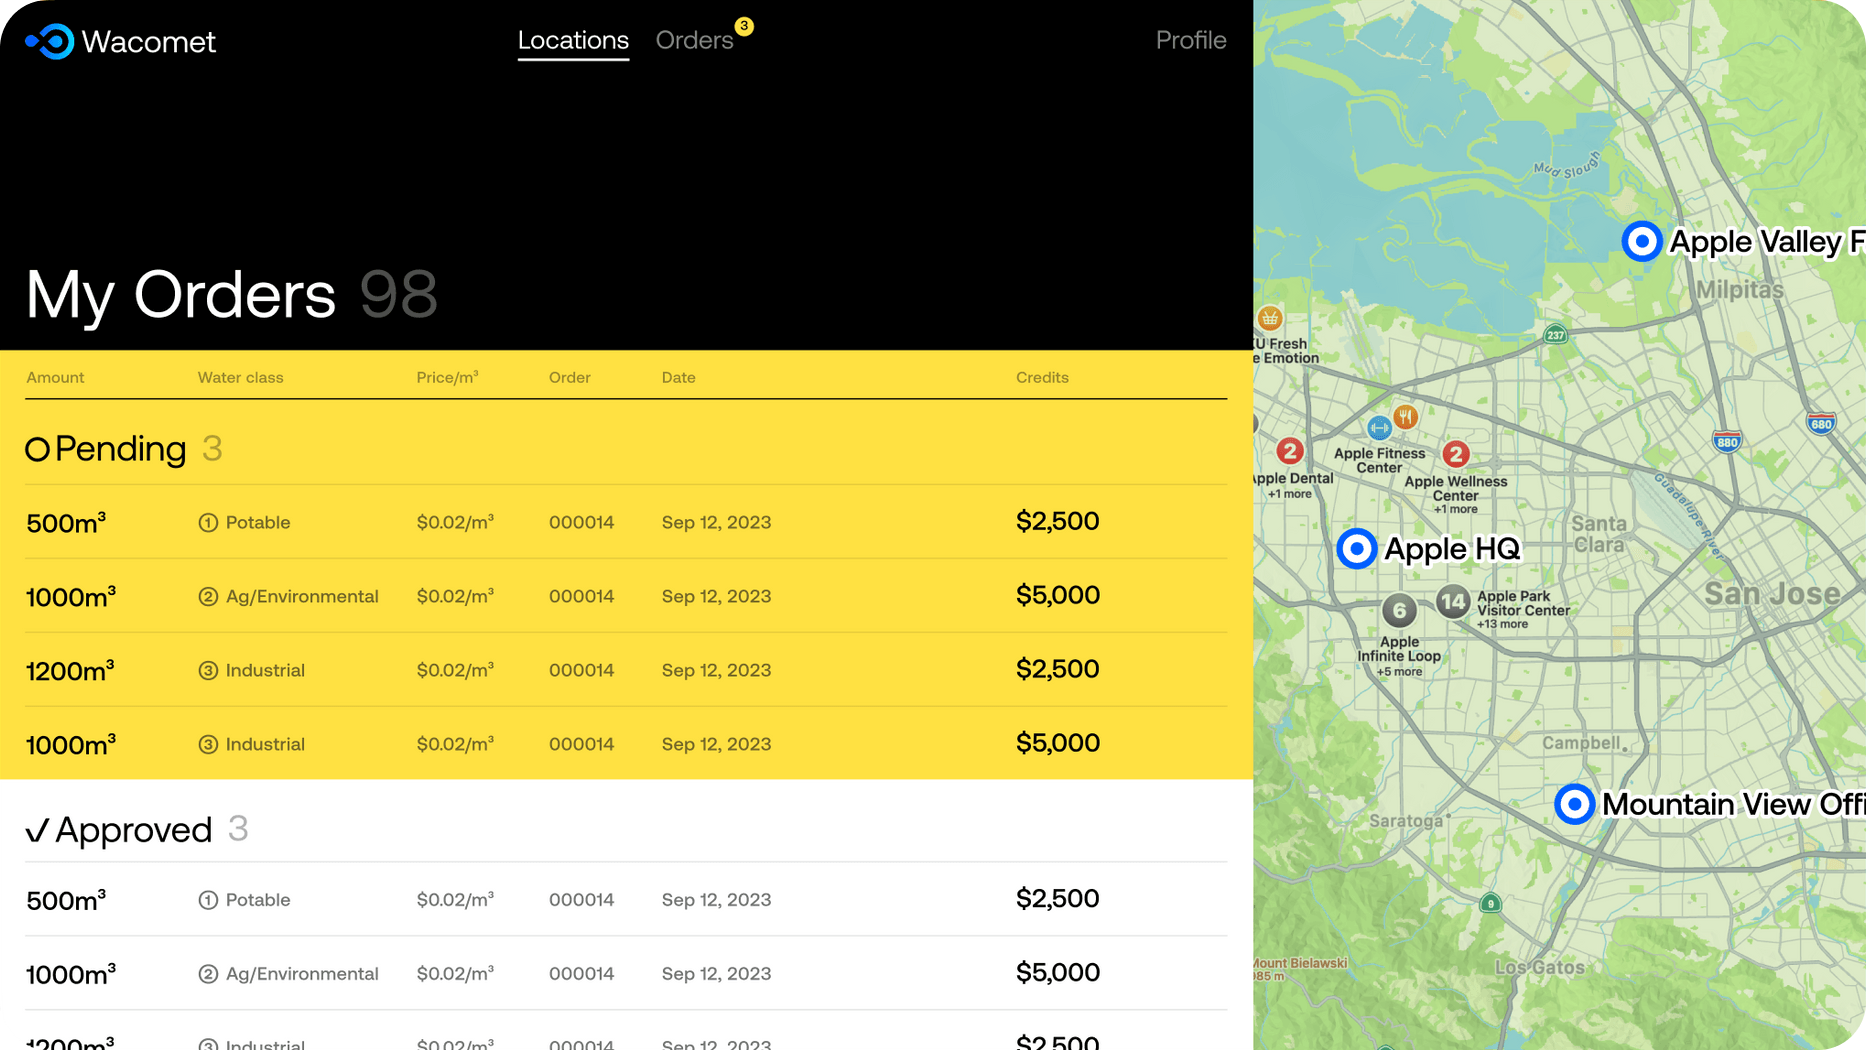 Wacomet
Locations
Orders
3
Profile
My Orders 98
Amount Water class Price/m³ Order Date Credits
Pending 3
500m³ 1 Potable $0.02/m³ 000014 Sep 12, 2023 $2,500
1000m³ 2 Ag/Environmental $0.02/m³ 000014 Sep 12, 2023 $5,000
1200m³ 3 Industrial $0.02/m³ 000014 Sep 12, 2023 $2,500
1000m³ 3 Industrial $0.02/m³ 000014 Sep 12, 2023 $5,000
✓ Approved 3
500m³ 1 Potable $0.02/m³ 000014 Sep 12, 2023 $2,500
1000m³ 2 Ag/Environmental $0.02/m³ 000014 Sep 12, 2023 $5,000
1200m³ 3 Industrial $0.02/m³ 000014 Sep 12, 2023 $2,500
Mud Slough
Apple Valley F
Milpitas
237
U Fresh
e Emotion
680
880
2
Apple Dental
+1 more
Apple Fitness
Center
2
Apple Wellness
Center
+1 more
Guadalupe River
Santa
Clara
Apple HQ
San Jose
6
Apple
Infinite Loop
+5 more
14
Apple Park
Visitor Center
+13 more
Campbell
Mountain View Offi
Saratoga
9
Los Gatos
Mount Bielawski
985 m